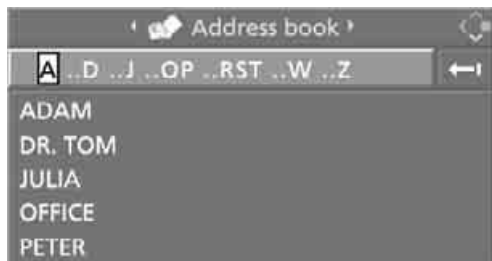 Address book
A ..D ..J ..OP ..RST ..W ..Z
ADAM
DR. TOM
JULIA
OFFICE
PETER